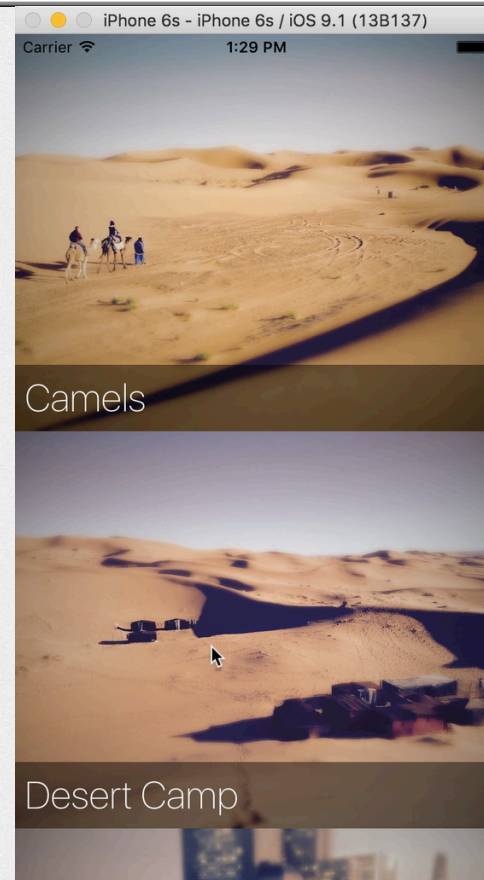 iPhone 6s - iPhone 6s / iOS 9.1 (13B137)
Carrier 1:29 PM
Camels
Desert Camp